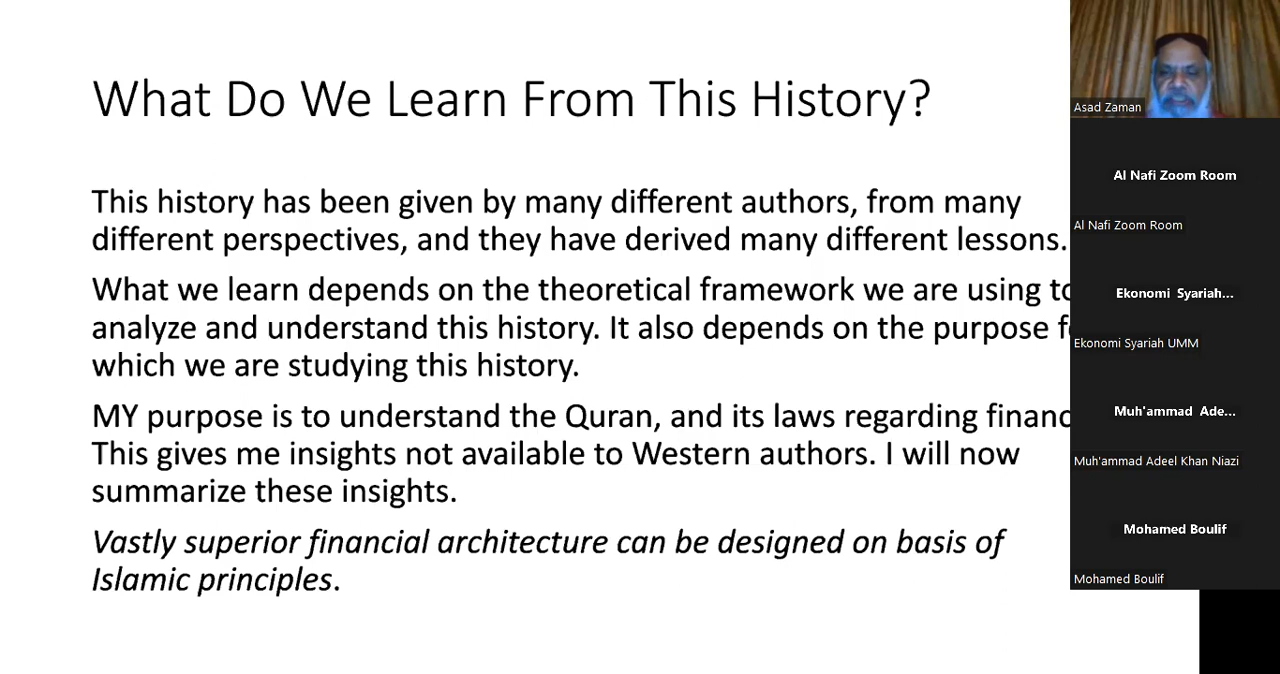 What Do We Learn From This History?
This history has been given by many different authors, from many
different perspectives, and they have derived many different lessons.
What we learn depends on the theoretical framework we are using to
analyze and understand this history. It also depends on the purpose f
which we are studying this history.
MY purpose is to understand the Quran, and its laws regarding financ
This gives me insights not available to Western authors. I will now
summarize these insights.
Vastly superior financial architecture can be designed on basis of
Islamic principles.
Asad Zaman
Al Nafi Zoom Room
Al Nafi Zoom Room
Ekonomi Syariah...
Ekonomi Syariah UMM
Muh'ammad Ade...
Muh'ammad Adeel Khan Niazi
Mohamed Boulif
Mohamed Boulif